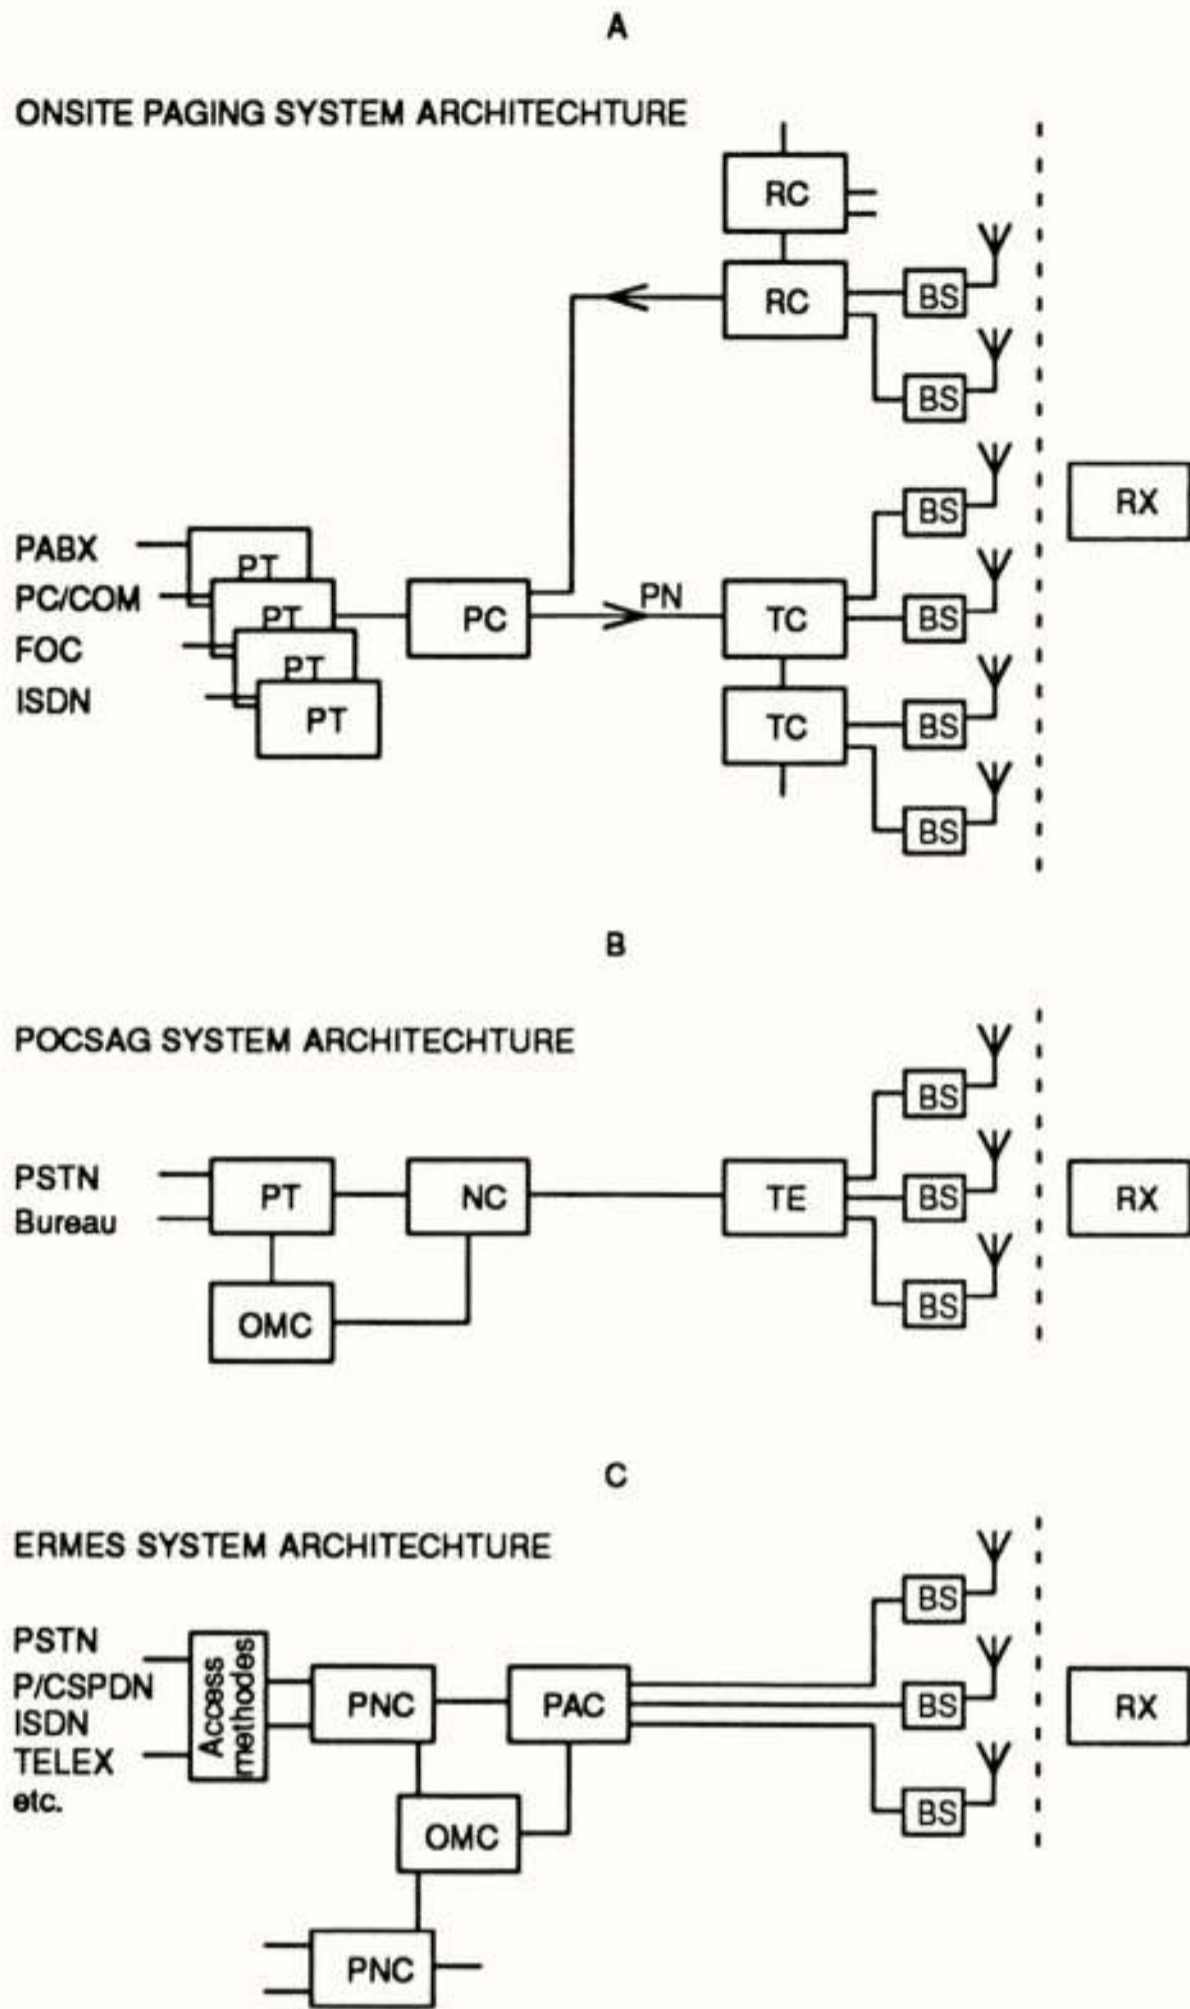 A
ONSITE PAGING SYSTEM ARCHITECHTURE
RC
RC
BS
BS
BS
RX
PABX
PT
PC/COM
PT
PC
PN
TC
BS
FOC
PT
ISDN
PT
TC
BS
BS
B
POCSAG SYSTEM ARCHITECHTURE
BS
PSTN
PT
NC
TE
BS
RX
Bureau
OMC
BS
C
ERMES SYSTEM ARCHITECHTURE
BS
PSTN
P/CSPDN
ISDN
TELEX
etc.
Access
methodes
PNC
PAC
BS
RX
OMC
BS
PNC